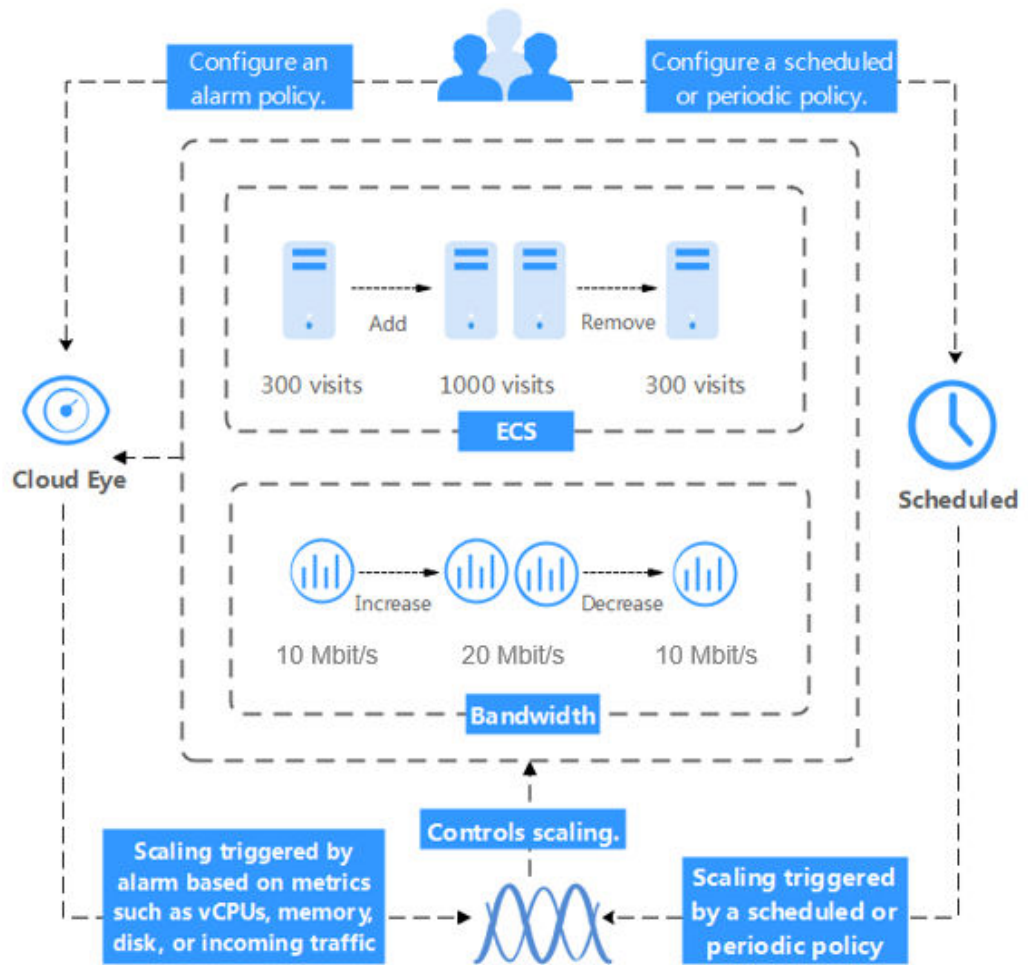 Configure an
alarm policy.
Configure a scheduled
or periodic policy.
Add
Remove
300 visits
1000 visits
300 visits
ECS
Cloud Eye
Scheduled
Increase
Decrease
10 Mbit/s
20 Mbit/s
10 Mbit/s
Bandwidth
Controls scaling.
Scaling triggered by
alarm based on metrics
such as vCPUs, memory,
disk, or incoming traffic
Scaling triggered
by a scheduled or
periodic policy